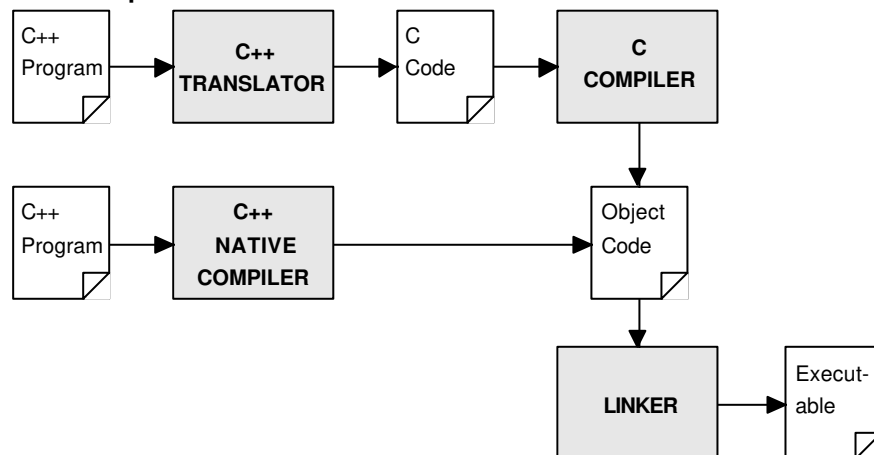 C++
Program
C++
TRANSLATOR
C
Code
C
COMPILER
C++
Program
C++
NATIVE
COMPILER
Object
Code
LINKER
Execut-
able